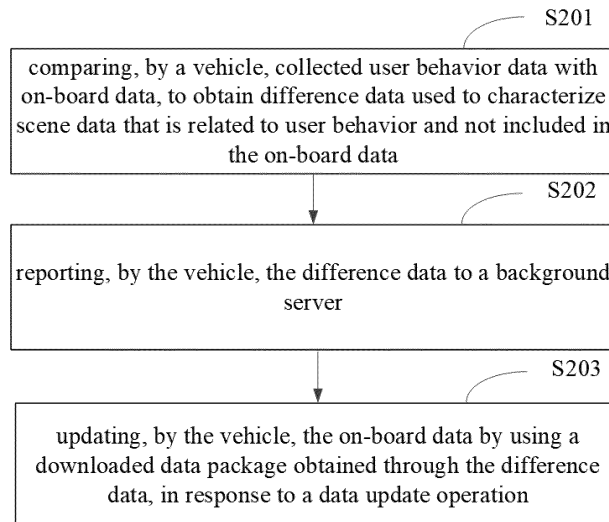 S201
comparing, by a vehicle, collected user behavior data with
on-board data, to obtain difference data used to characterize
scene data that is related to user behavior and not included in
the on-board data
S202
reporting, by the vehicle, the difference data to a background
server
S203
updating, by the vehicle, the on-board data by using a
downloaded data package obtained through the difference
data, in response to a data update operation